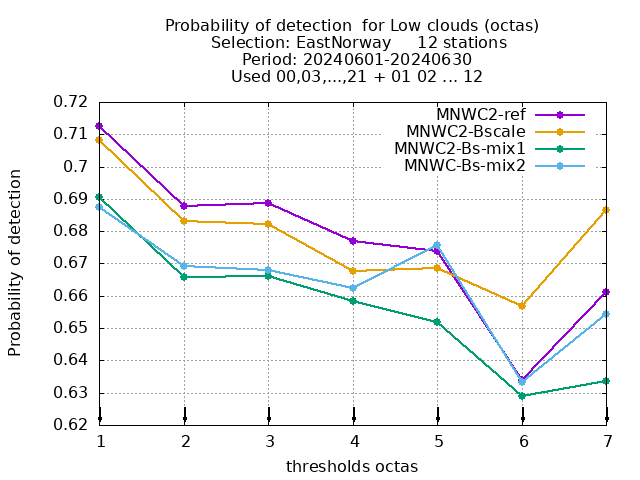 Probability of detection  for Low clouds (octas)
Selection: EastNorway     12 stations
Period: 20240601-20240630
Used 00,03,...,21 + 01 02 ... 12
MNWC2-ref
MNWC2-Bscale
MNWC2-Bs-mix1
MNWC-Bs-mix2
Probability of detection
0.72
0.71
0.7
0.69
0.68
0.67
0.66
0.65
0.64
0.63
0.62
1 2 3 4 5 6 7
thresholds octas